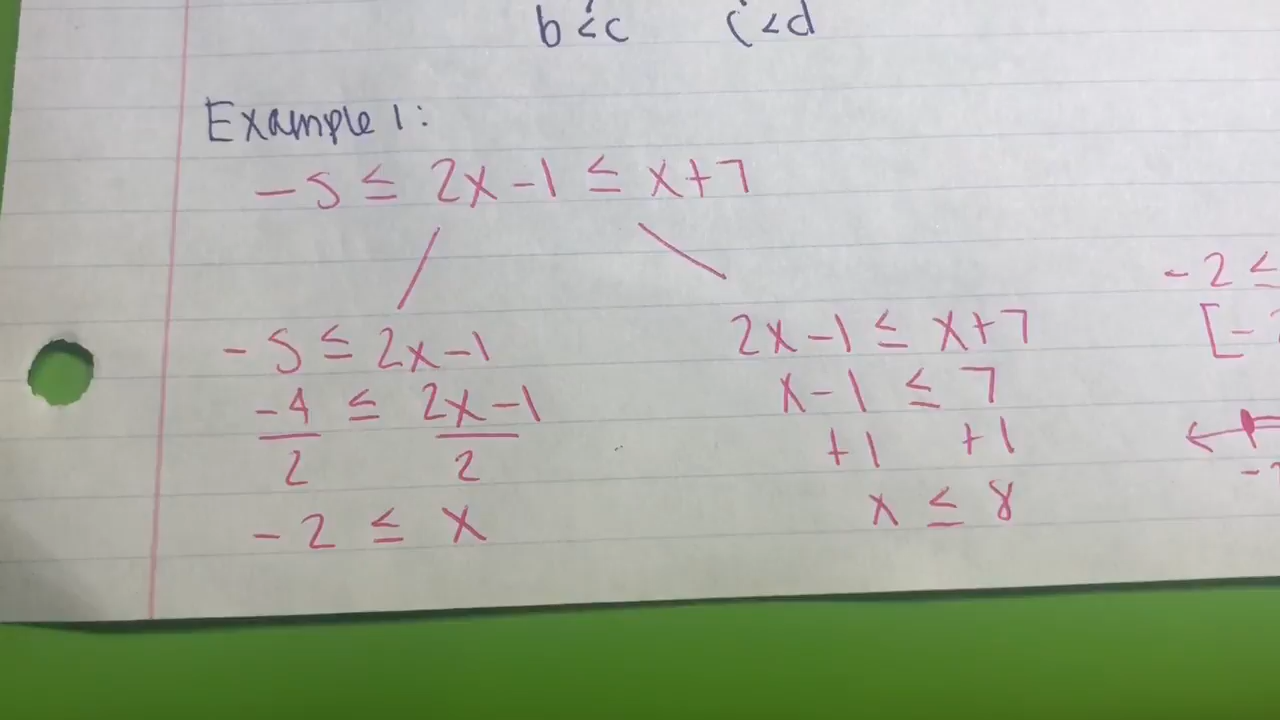 b<c c<d
Example 1:
-5 ≤ 2x-1 ≤ x+7
-5 ≤ 2x-1
-4 ≤ 2x-1
2 2
-2 ≤ x
2x-1 ≤ x+7
x-1 ≤ 7
+1 +1
x ≤ 8
-2 ≤
[-